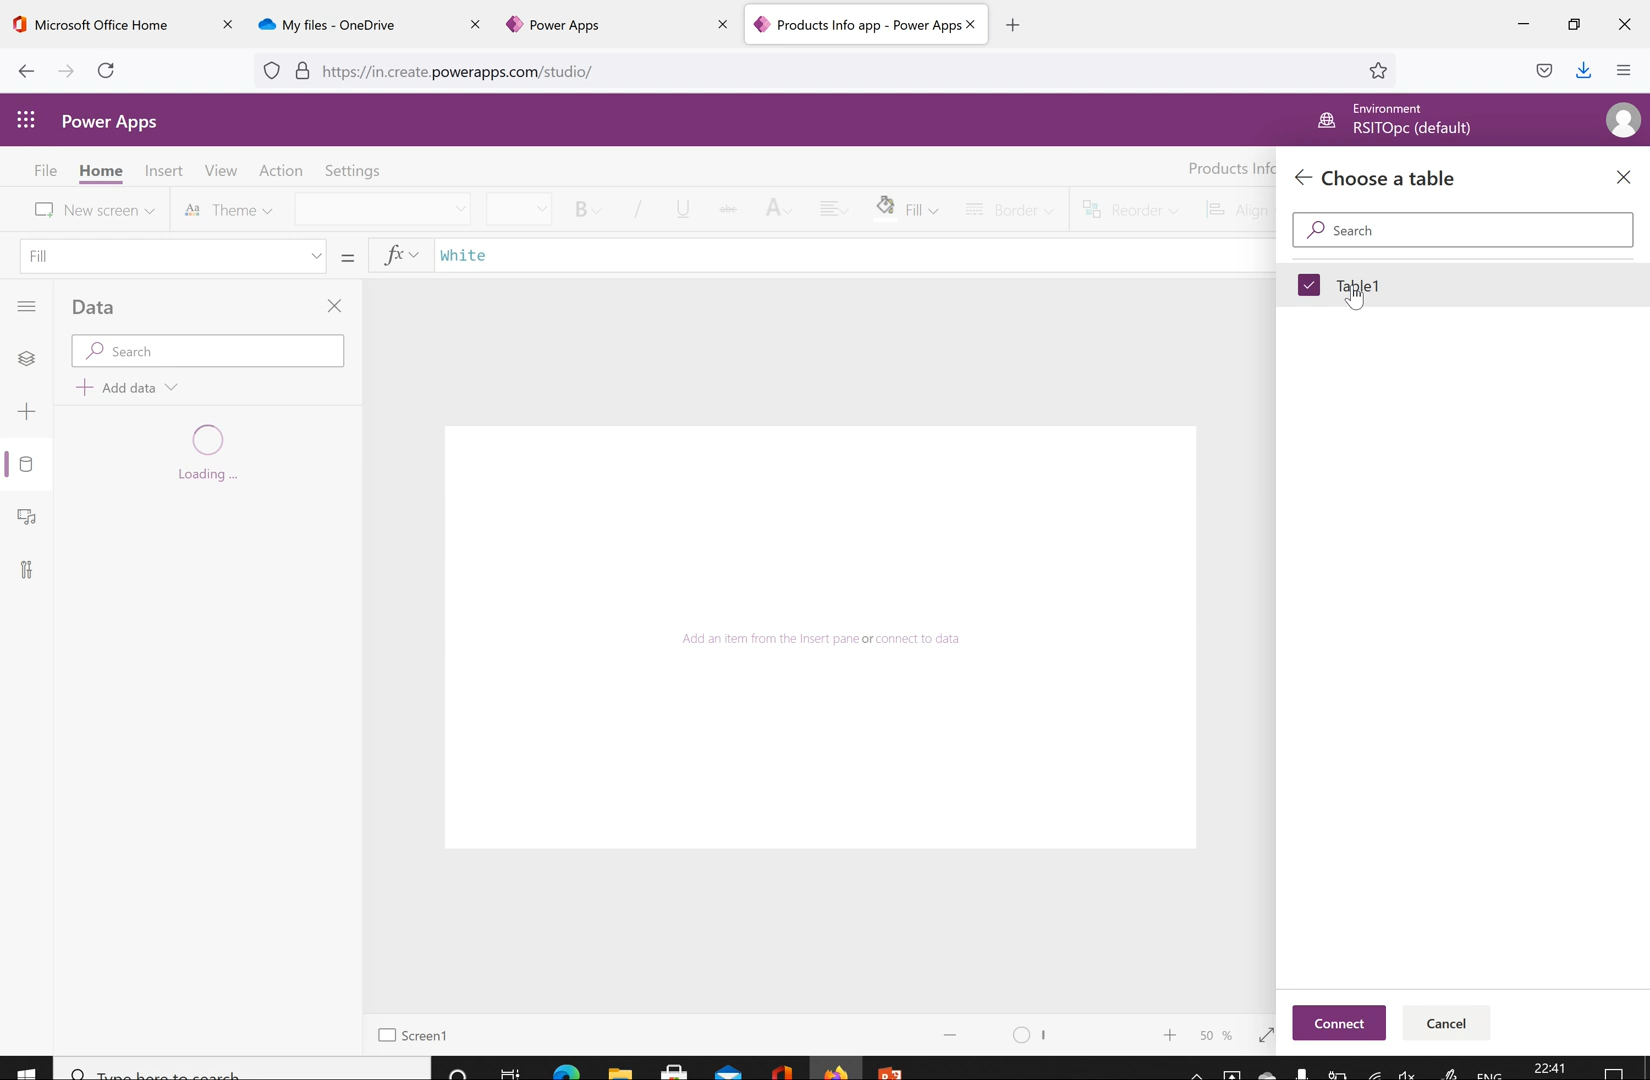 Microsoft Office Home
My files - OneDrive
Power Apps
Products Info app - Power Apps
https://in.create.powerapps.com/studio/
Power Apps
Environment
RSITOpc (default)
File Home Insert View Action Settings
Products Info
New screen
Theme
B
/
U
abc
A
Fill
Border
Reorder
Align
Fill
=
fx
White
Data
Search
Add data
Loading ...
Add an item from the Insert pane or connect to data
Choose a table
Search
Table1
Connect
Cancel
Screen1
50 %
Type here to search
ENG
22:41